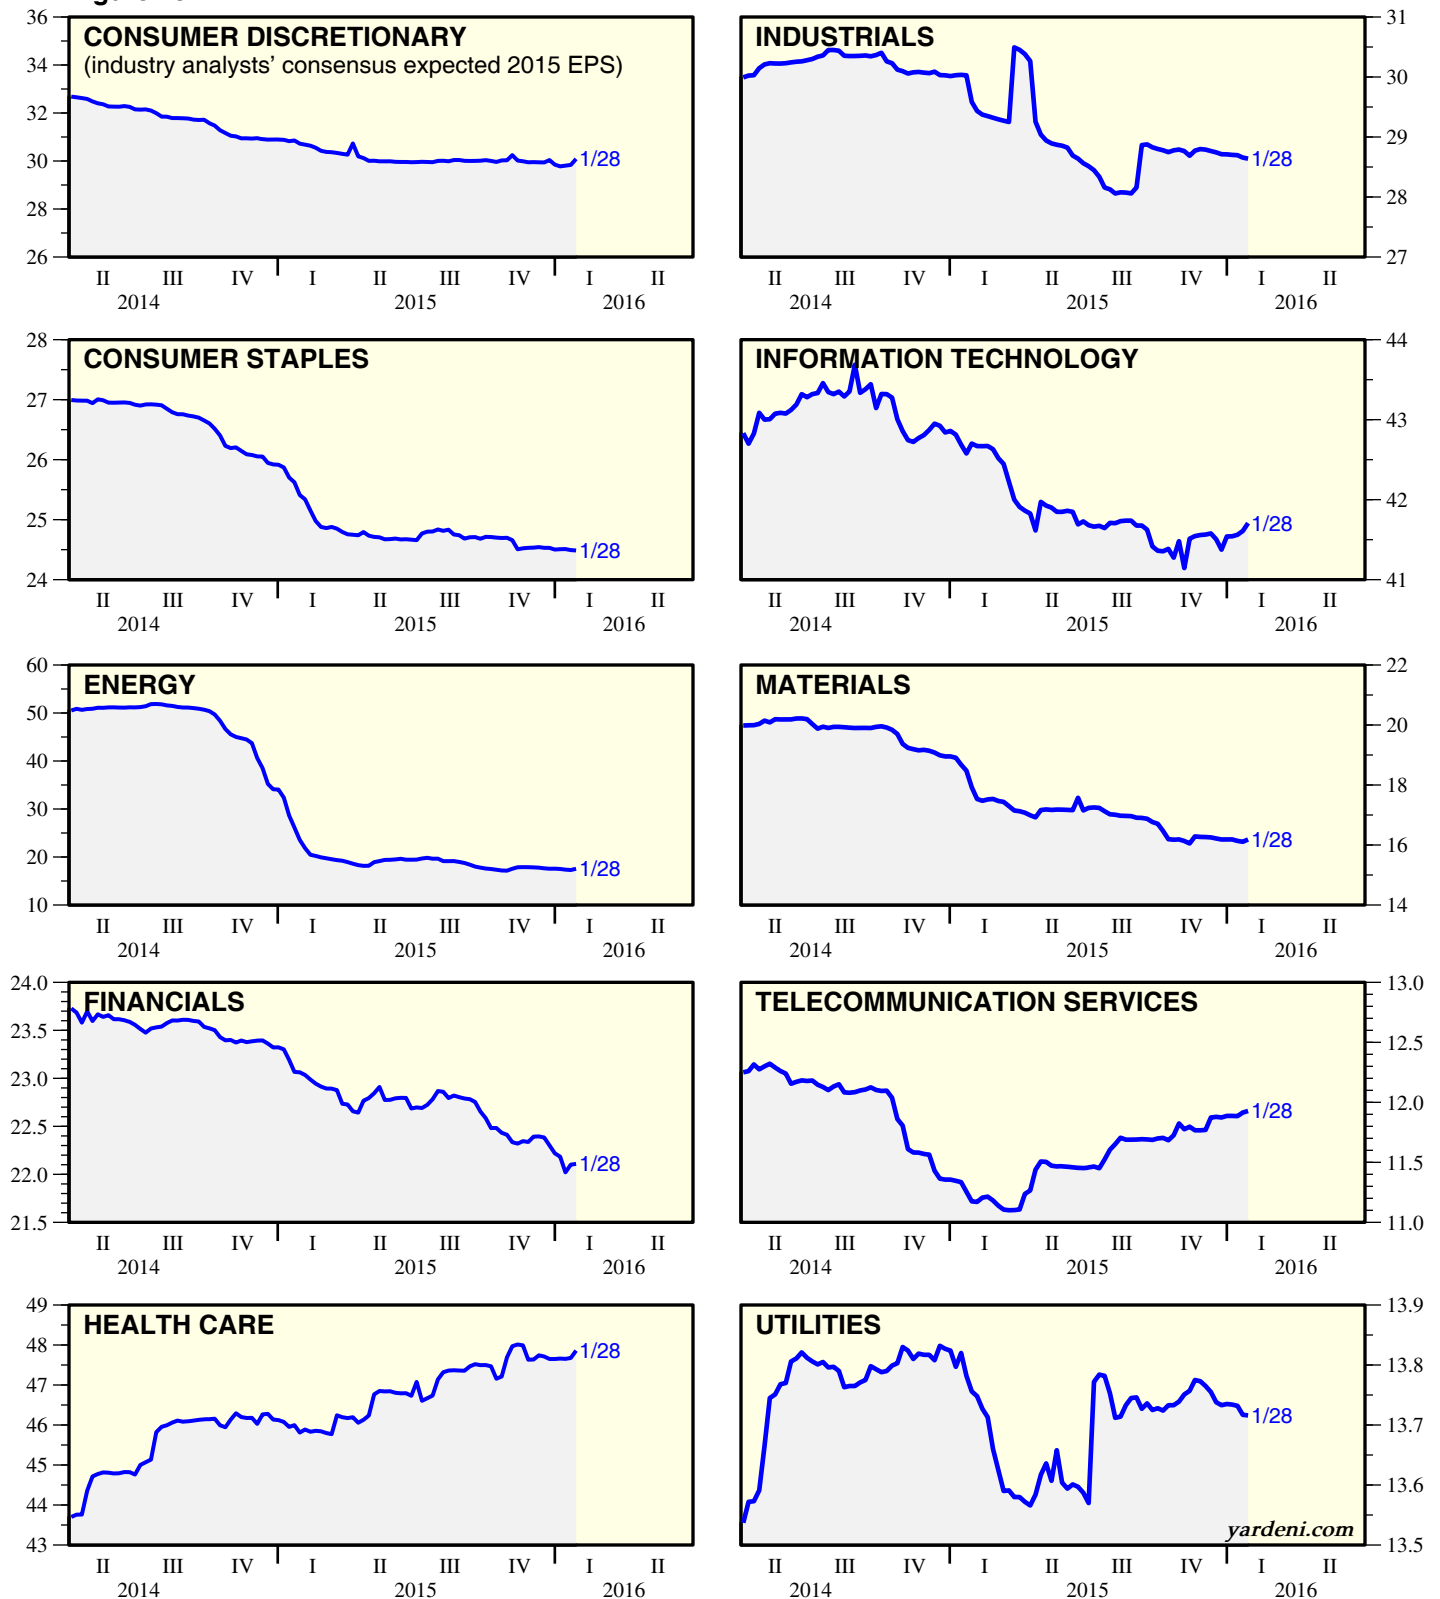 36
34
32
30
28
26
CONSUMER DISCRETIONARY
(industry analysts’ consensus expected 2015 EPS)
1/28
II III IV I II III IV I II
2014 2015 2016
INDUSTRIALS
31
30
29
28
27
1/28
II III IV I II III IV I II
2014 2015 2016
28
27
26
25
24
CONSUMER STAPLES
1/28
II III IV I II III IV I II
2014 2015 2016
INFORMATION TECHNOLOGY
44
43
42
41
1/28
II III IV I II III IV I II
2014 2015 2016
60
50
40
30
20
10
ENERGY
1/28
II III IV I II III IV I II
2014 2015 2016
MATERIALS
22
20
18
16
14
1/28
II III IV I II III IV I II
2014 2015 2016
24.0
23.5
23.0
22.5
22.0
21.5
FINANCIALS
1/28
II III IV I II III IV I II
2014 2015 2016
TELECOMMUNICATION SERVICES
13.0
12.5
12.0
11.5
11.0
1/28
II III IV I II III IV I II
2014 2015 2016
49
48
47
46
45
44
43
HEALTH CARE
1/28
II III IV I II III IV I II
2014 2015 2016
UTILITIES
13.9
13.8
13.7
13.6
13.5
1/28
yardeni.com
II III IV I II III IV I II
2014 2015 2016